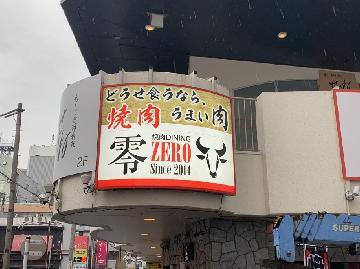 どうせ食うなら、
焼肉 うまい肉
零
焼肉DINING
ZERO
Since 2014
2F
SUPER